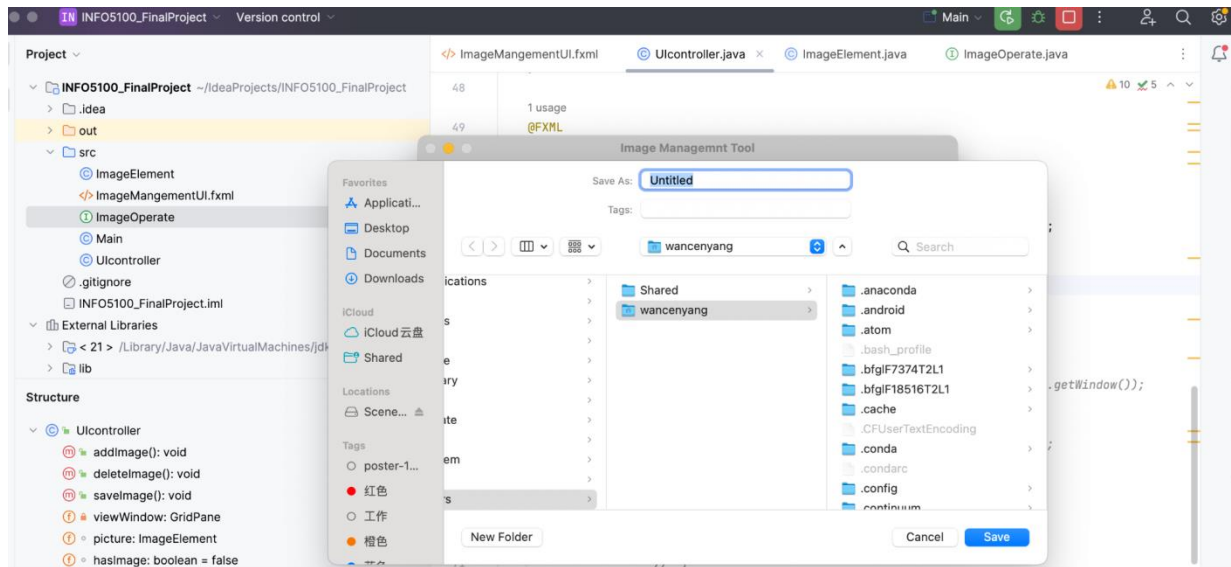 IN INFO5100_FinalProject Version control Main
Project
INFO5100_FinalProject ~/IdeaProjects/INFO5100_FinalProject
.idea
out
src
ImageElement
ImageMangementUI.fxml
ImageOperate
Main
UIcontroller
.gitignore
INFO5100_FinalProject.iml
External Libraries
< 21 > /Library/Java/JavaVirtualMachines/jdk
lib
Structure
UIcontroller
addImage(): void
deleteImage(): void
saveImage(): void
viewWindow: GridPane
picture: ImageElement
hasImage: boolean = false
</> ImageMangementUI.fxml UIcontroller.java ImageElement.java ImageOperate.java
48
10 5
1 usage
49 @FXML
;
.getWindow());
;
Image Managemnt Tool
Save As: Untitled
Tags:
wancenyang
Search
Favorites
Applicati...
Desktop
Documents
Downloads
iCloud
iCloud云盘
Shared
Locations
Scene...
Tags
poster-1...
红色
工作
橙色
ications
s
e
ary
ate
em
rs
Shared
wancenyang
.anaconda
.android
.atom
.bash_profile
.bfglF7374T2L1
.bfglF18516T2L1
.cache
.CFUserTextEncoding
.conda
.condarc
.config
.continuum
New Folder Cancel Save